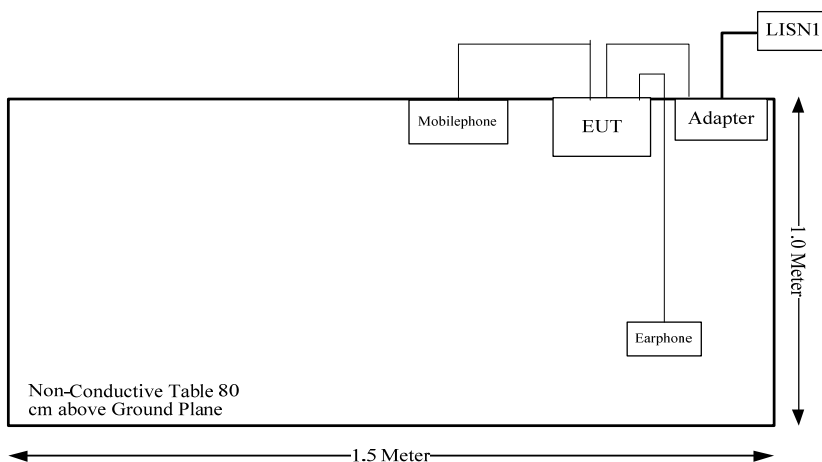 LISN1
Mobilephone
EUT
Adapter
1.0 Meter
Earphone
Non-Conductive Table 80
cm above Ground Plane
1.5 Meter